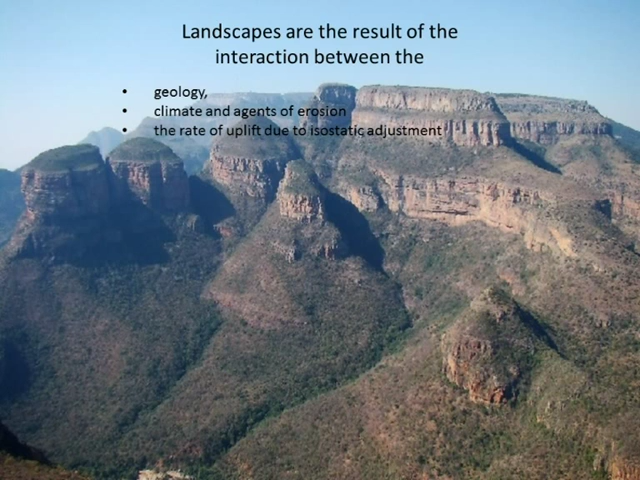 Landscapes are the result of the
interaction between the
• geology,
• climate and agents of erosion
• the rate of uplift due to isostatic adjustment